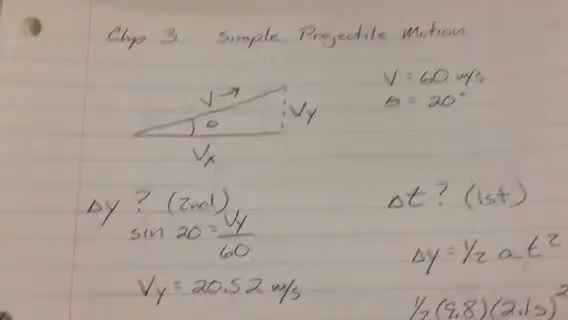 Chp 3 Simple Projectile Motion
V = 60 m/s
θ = 20°
V →
θ
Vy
Vx
Δy ? (2nd)
sin 20 = Vy/60
Vy = 20.52 m/s
Δt ? (1st)
Δy = 1/2 a t²
1/2 (9.8)(2.1s)²